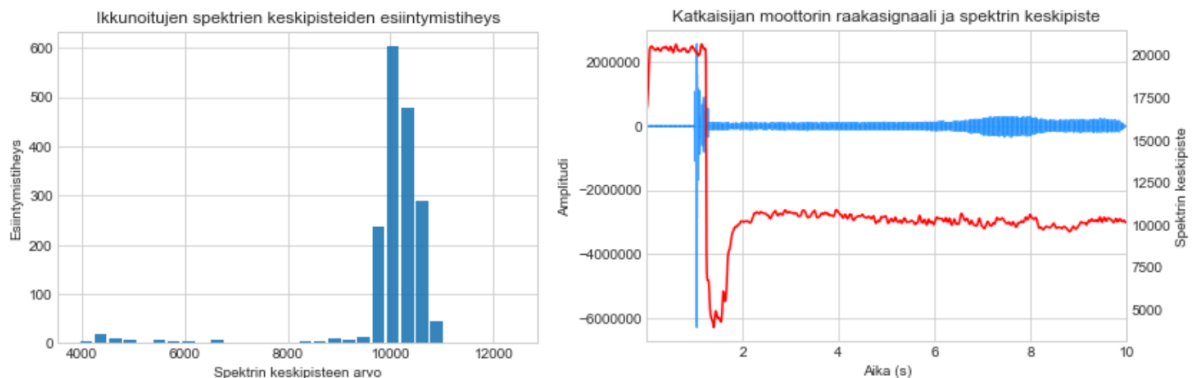 Ikkunoitujen spektrien keskipisteiden esiintymistiheys
600
500
400
300
200
100
0
Esiintymistiheys
4000 6000 8000 10000 12000
Spektrin keskipisteen arvo
Katkaisijan moottorin raakasignaali ja spektrin keskipiste
2000000
0
−2000000
−4000000
−6000000
Amplitudi
20000
17500
15000
12500
10000
7500
5000
Spektrin keskipiste
2 4 6 8 10
Aika (s)